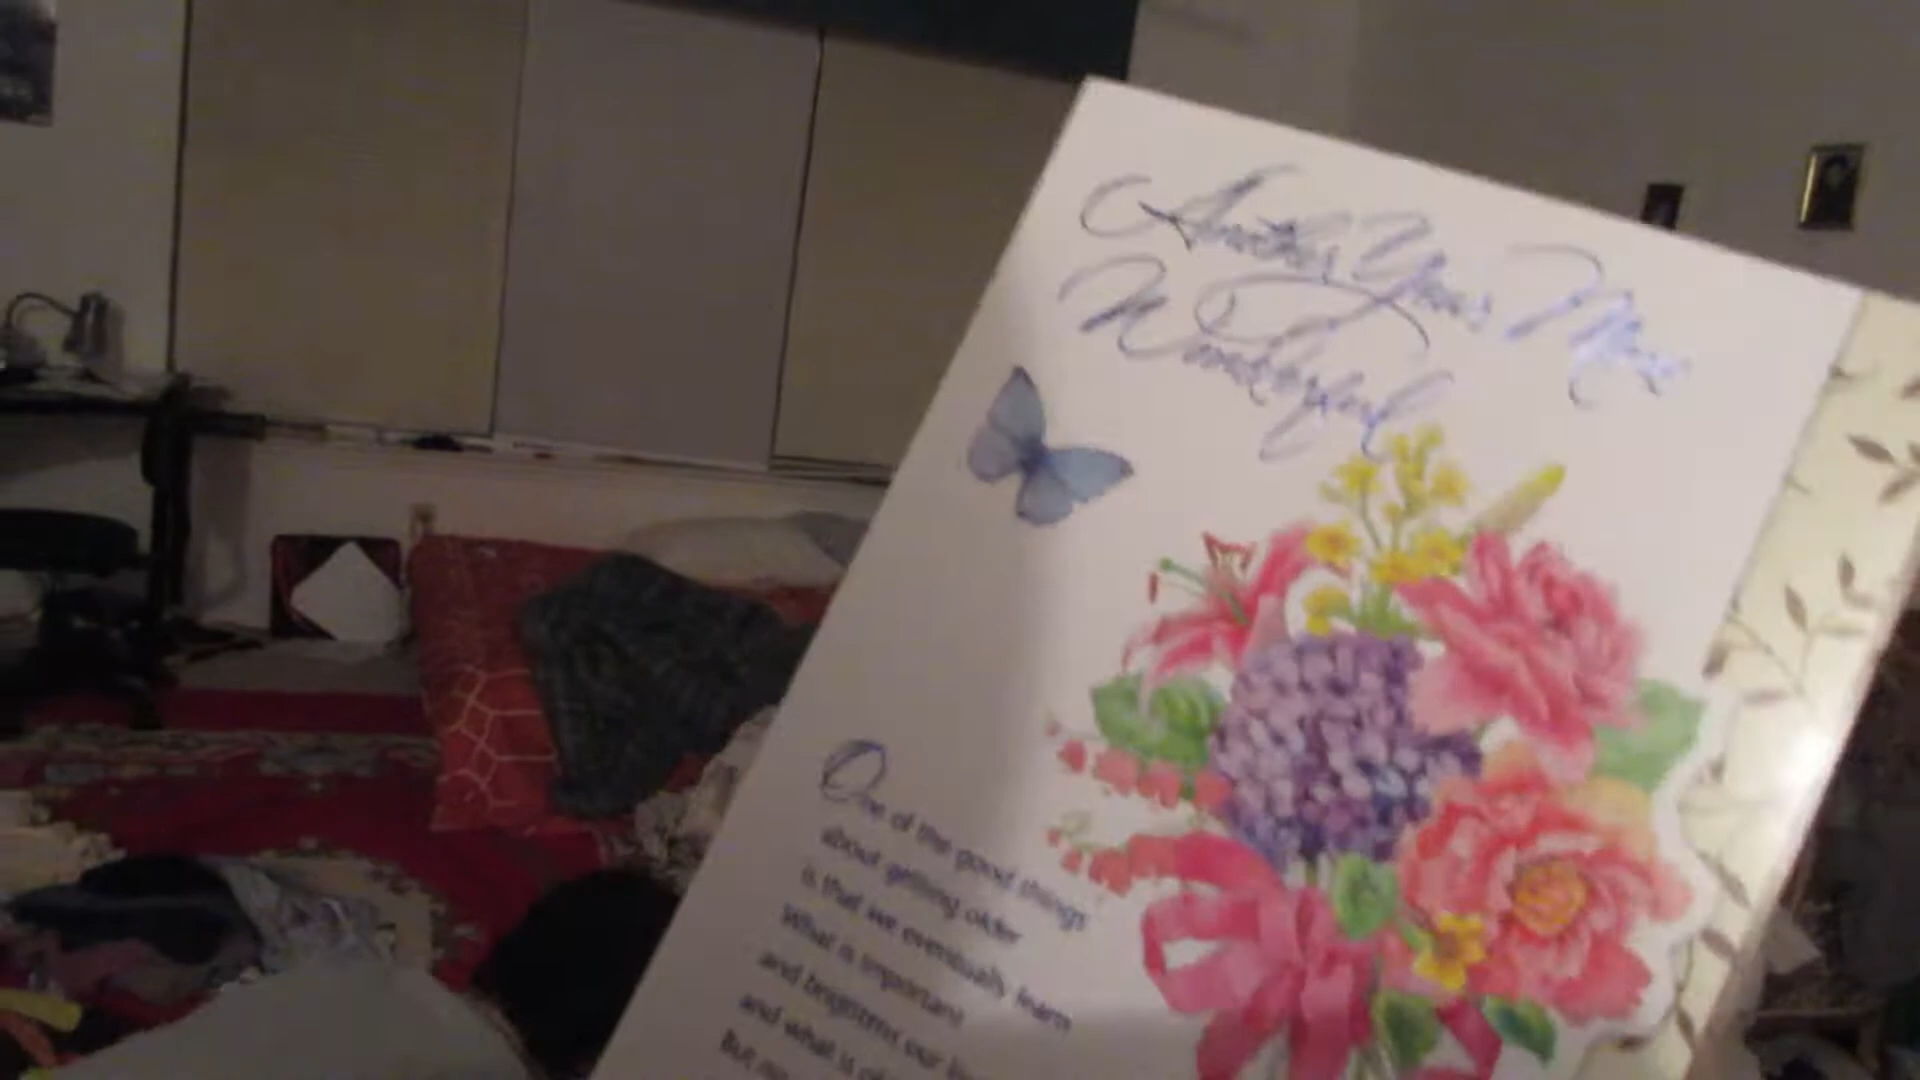 Another Year More
Wonderful
One of the good things
about getting older
is that we eventually learn
What is important
and brightens our
and what is
But